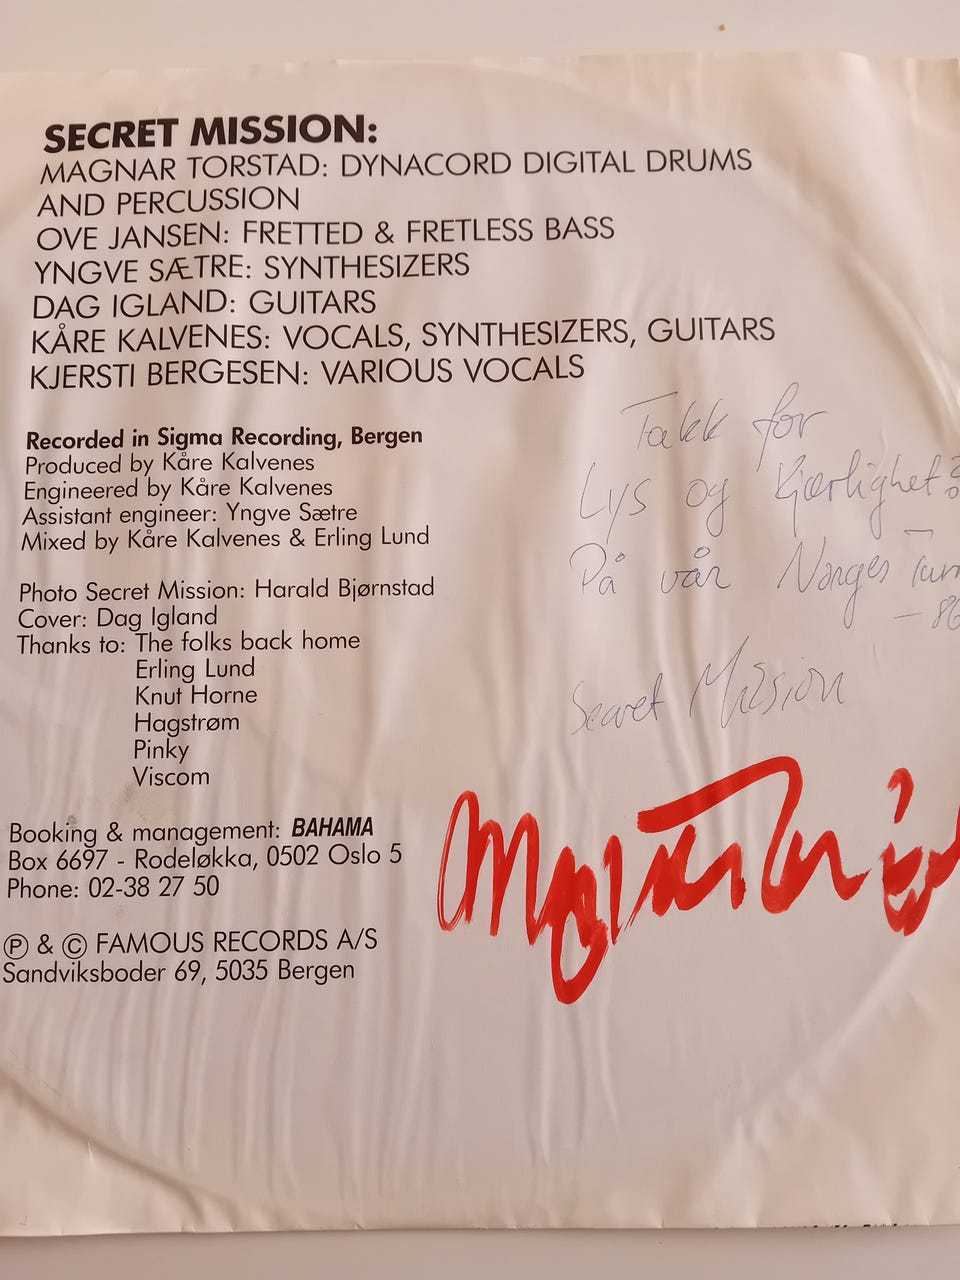 SECRET MISSION:
MAGNAR TORSTAD: DYNACORD DIGITAL DRUMS
AND PERCUSSION
OVE JANSEN: FRETTED & FRETLESS BASS
YNGVE SÆTRE: SYNTHESIZERS
DAG IGLAND: GUITARS
KÅRE KALVENES: VOCALS, SYNTHESIZERS, GUITARS
KJERSTI BERGESEN: VARIOUS VOCALS
Recorded in Sigma Recording, Bergen
Produced by Kåre Kalvenes
Engineered by Kåre Kalvenes
Assistant engineer: Yngve Sætre
Mixed by Kåre Kalvenes & Erling Lund
Photo Secret Mission: Harald Bjørnstad
Cover: Dag Igland
Thanks to: The folks back home
Erling Lund
Knut Horne
Hagstrøm
Pinky
Viscom
Booking & management: BAHAMA
Box 6697 - Rodeløkka, 0502 Oslo 5
Phone: 02-38 27 50
Ⓟ & © FAMOUS RECORDS A/S
Sandviksboder 69, 5035 Bergen
Takk for
Lys og Kjærlighet
På vår Norges
- 86
Secret Mission